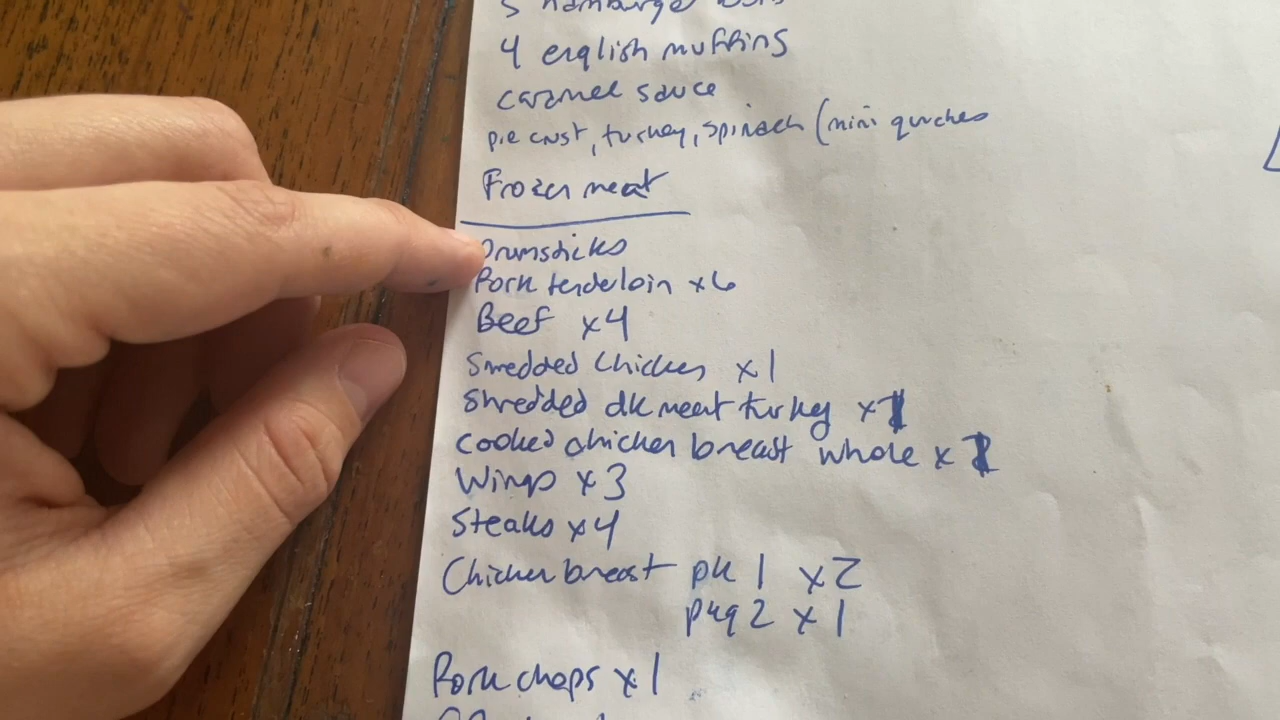 4 english muffins
caramel sauce
pie crust, turkey, spinach (mini quiches
Frozen meat
Drumsticks
Pork tenderloin x6
Beef x4
Shredded Chicken x1
Shredded dk meat turkey x1
Cooked chicken breast whole x
Wings x3
Steaks x4
Chicken breast pk 1 x2
pkg 2 x1
Pork chops x1